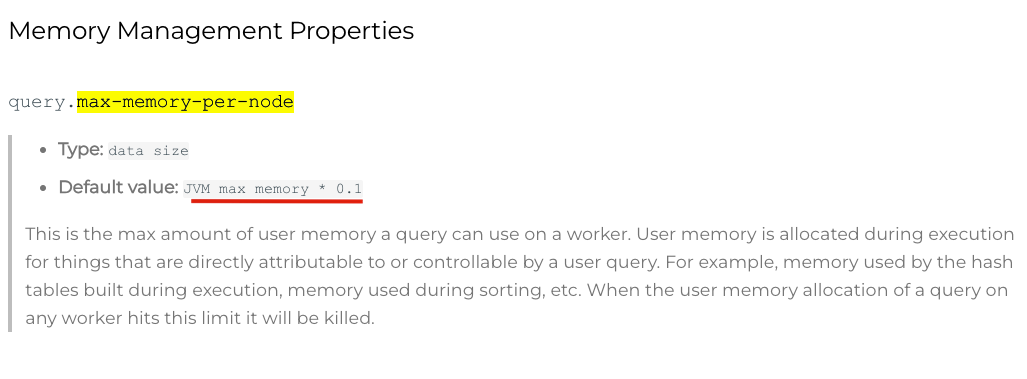 Memory Management Properties
query.max-memory-per-node
• Type: data size
• Default value: JVM max memory * 0.1
This is the max amount of user memory a query can use on a worker. User memory is allocated during execution
for things that are directly attributable to or controllable by a user query. For example, memory used by the hash
tables built during execution, memory used during sorting, etc. When the user memory allocation of a query on
any worker hits this limit it will be killed.